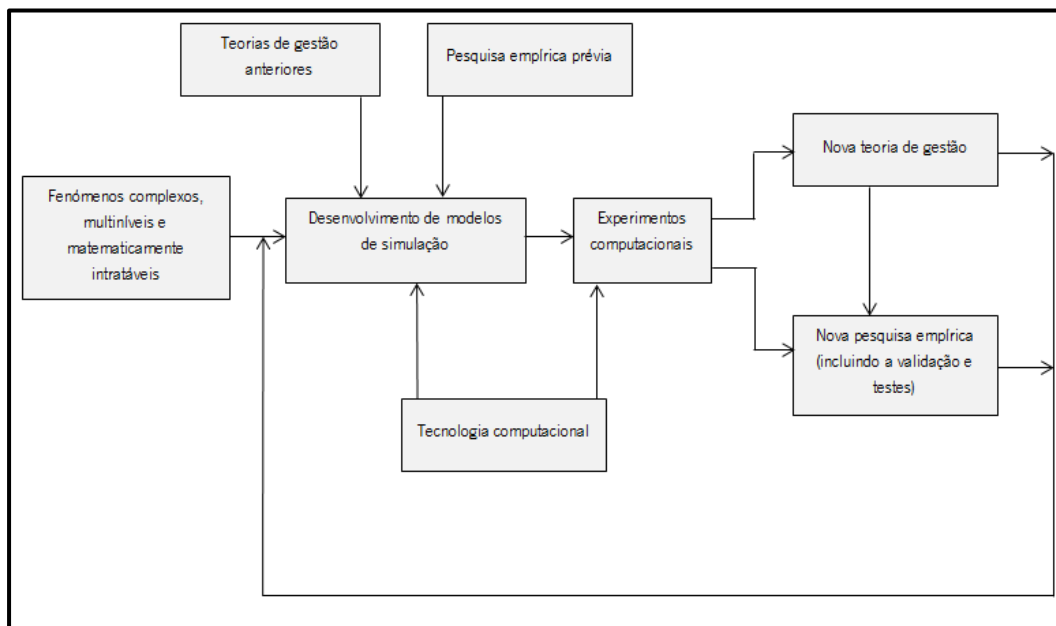 Teorias de gestão
anteriores
Pesquisa empírica prévia
Nova teoria de gestão
Fenómenos complexos,
multiníveis e
matematicamente
intratáveis
Desenvolvimento de modelos
de simulação
Experimentos
computacionais
Nova pesquisa empírica
(incluindo a validação e
testes)
Tecnologia computacional